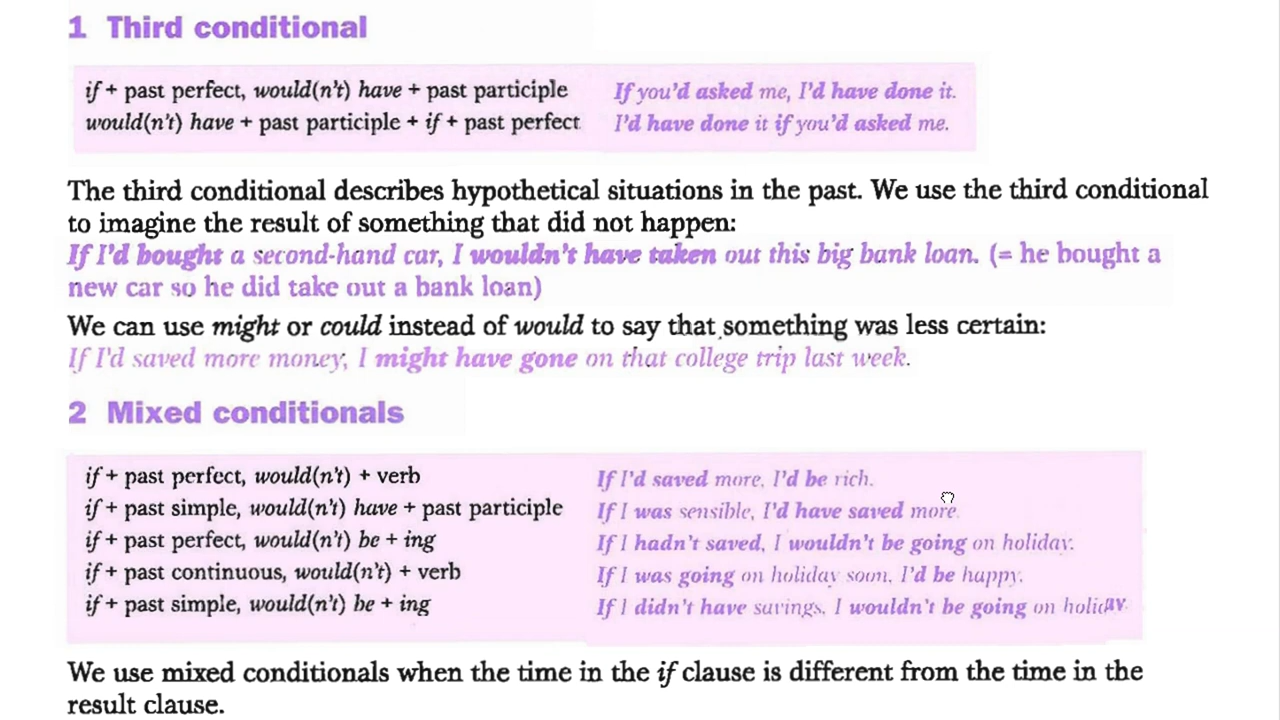 1 Third conditional
if + past perfect, would(n't) have + past participle If you'd asked me, I'd have done it.
would(n't) have + past participle + if + past perfect I'd have done it if you'd asked me.
The third conditional describes hypothetical situations in the past. We use the third conditional
to imagine the result of something that did not happen:
If I'd bought a second-hand car, I wouldn't have taken out this big bank loan. (= he bought a
new car so he did take out a bank loan)
We can use might or could instead of would to say that something was less certain:
If I'd saved more money, I might have gone on that college trip last week.
2 Mixed conditionals
if + past perfect, would(n't) + verb If I'd saved more, I'd be rich.
if + past simple, would(n't) have + past participle If I was sensible, I'd have saved more.
if + past perfect, would(n't) be + ing If I hadn't saved, I wouldn't be going on holiday.
if + past continuous, would(n't) + verb If I was going on holiday soon, I'd be happy.
if + past simple, would(n't) be + ing If I didn't have savings, I wouldn't be going on holiday.
We use mixed conditionals when the time in the if clause is different from the time in the
result clause.